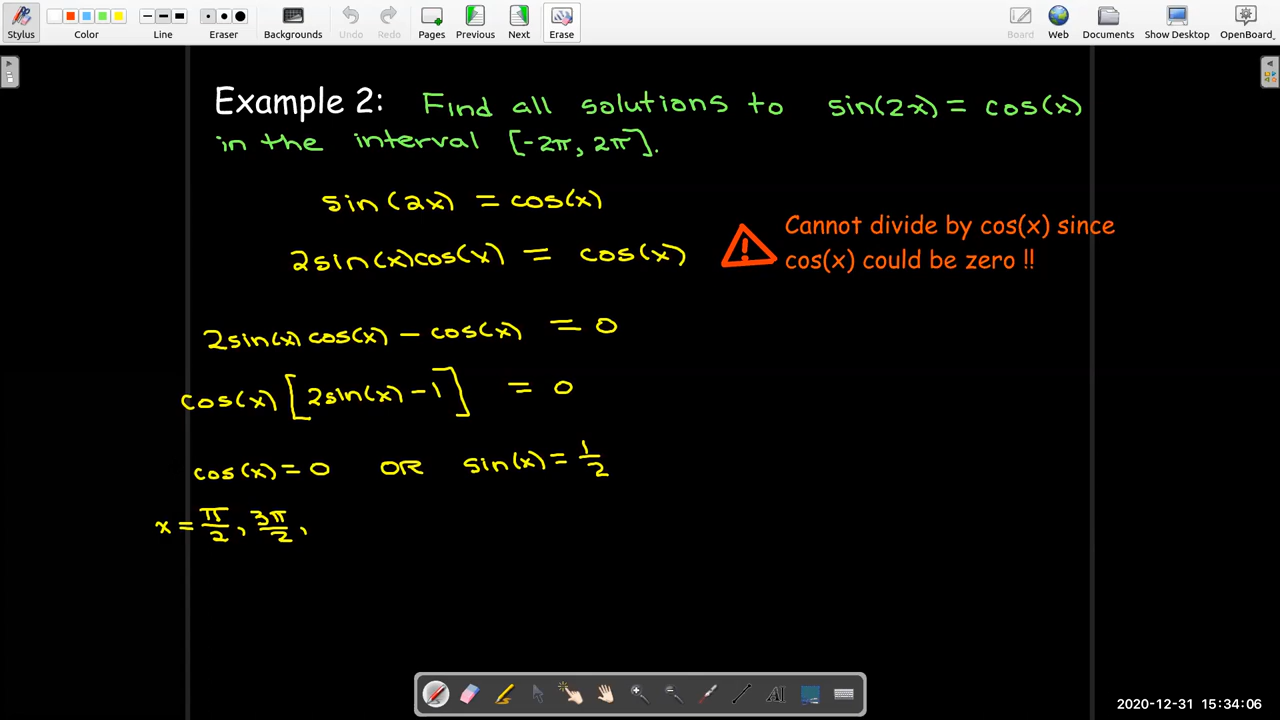 Stylus Color Line Eraser Backgrounds Undo Redo Pages Previous Next Erase Board Web Documents Show Desktop OpenBoard
Example 2: Find all solutions to sin(2x) = cos(x)
in the interval [-2π, 2π].
sin(2x) = cos(x)
Cannot divide by cos(x) since
2sin(x)cos(x) = cos(x)
cos(x) could be zero !!
2sin(x)cos(x) - cos(x) = 0
cos(x)[2sin(x)-1] = 0
cos(x) = 0 OR sin(x) = 1/2
x = π/2, 3π/2,
2020-12-31 15:34:06